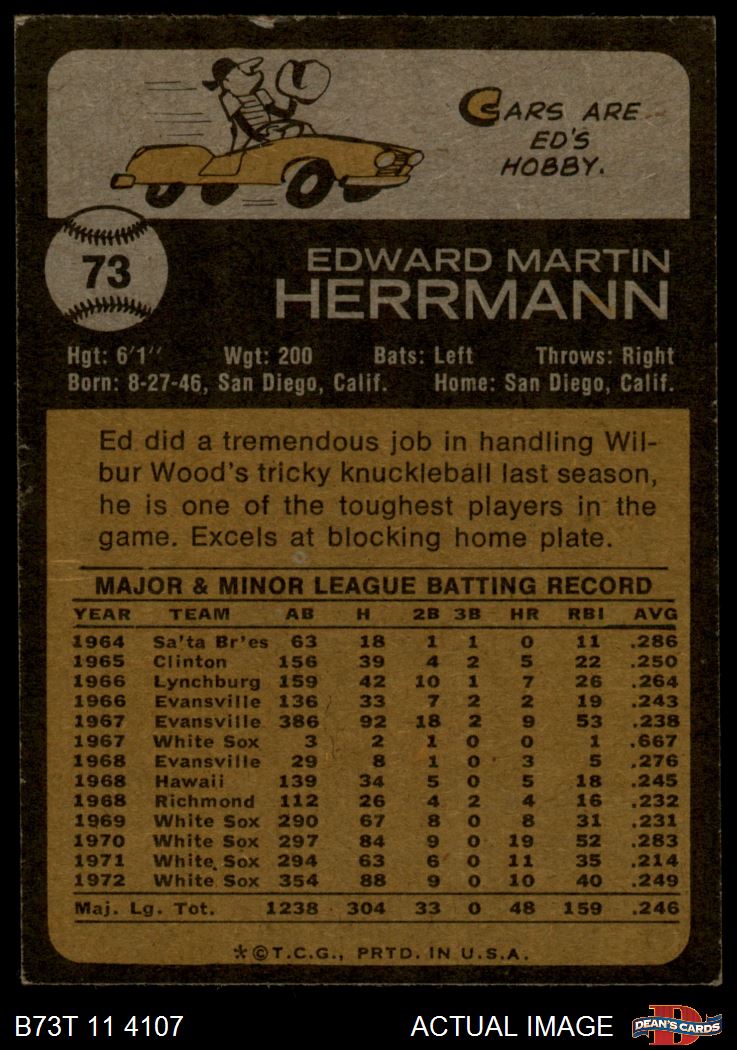 CARS ARE
ED'S
HOBBY.
73
EDWARD MARTIN
HERRMANN
Hgt: 6'1" Wgt: 200 Bats: Left Throws: Right
Born: 8-27-46, San Diego, Calif. Home: San Diego, Calif.
Ed did a tremendous job in handling Wil-
bur Wood's tricky knuckleball last season,
he is one of the toughest players in the
game. Excels at blocking home plate.
MAJOR & MINOR LEAGUE BATTING RECORD
YEAR TEAM AB H 2B 3B HR RBI AVG
1964 Sa'ta Br'es 63 18 1 1 0 11 .286
1965 Clinton 156 39 4 2 5 22 .250
1966 Lynchburg 159 42 10 1 7 26 .264
1966 Evansville 136 33 7 2 2 19 .243
1967 Evansville 386 92 18 2 9 53 .238
1967 White Sox 3 2 1 0 0 1 .667
1968 Evansville 29 8 1 0 3 5 .276
1968 Hawaii 139 34 5 0 5 18 .245
1968 Richmond 112 26 4 2 4 16 .232
1969 White Sox 290 67 8 0 8 31 .231
1970 White Sox 297 84 9 0 19 52 .283
1971 White Sox 294 63 6 0 11 35 .214
1972 White Sox 354 88 9 0 10 40 .249
Maj. Lg. Tot. 1238 304 33 0 48 159 .246
*©T.C.G., PRTD. IN U.S.A.
B73T 11 4107 ACTUAL IMAGE DEAN'S CARDS